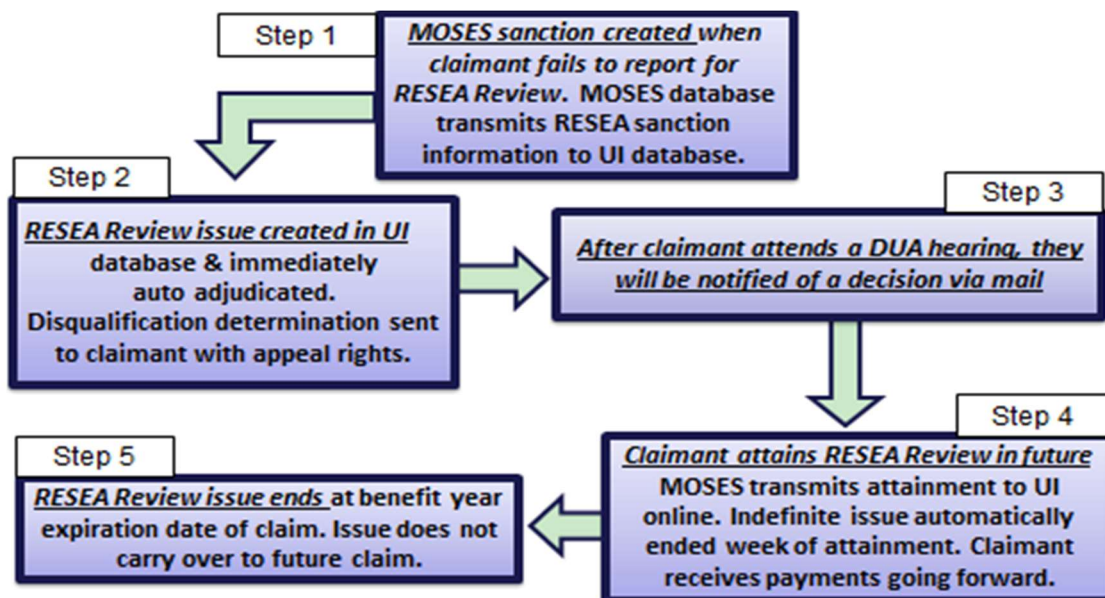 Step 1
MOSES sanction created when
claimant fails to report for
RESEA Review. MOSES database
transmits RESEA sanction
information to UI database.
Step 2
RESEA Review issue created in UI
database & immediately
auto adjudicated.
Disqualification determination sent
to claimant with appeal rights.
Step 3
After claimant attends a DUA hearing, they
will be notified of a decision via mail
Step 4
Claimant attains RESEA Review in future
MOSES transmits attainment to UI
online. Indefinite issue automatically
ended week of attainment. Claimant
receives payments going forward.
Step 5
RESEA Review issue ends at benefit year
expiration date of claim. Issue does not
carry over to future claim.